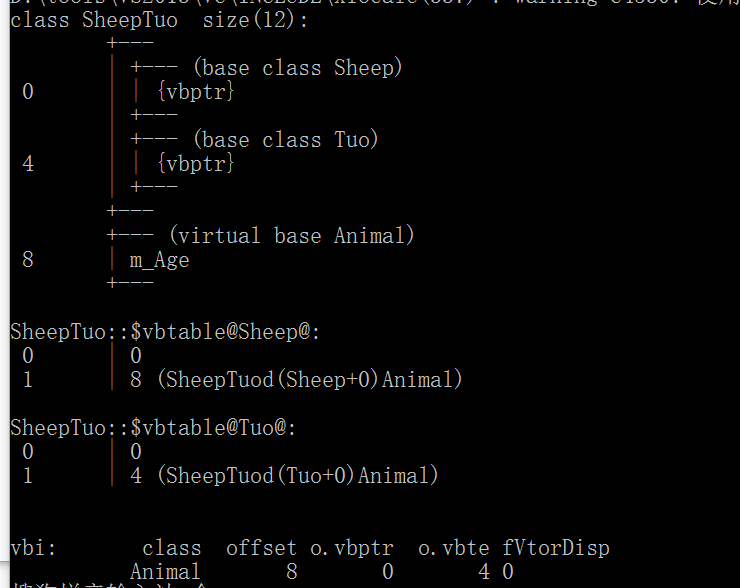 class SheepTuo  size(12):
        +---
        | +--- (base class Sheep)
 0      | | {vbptr}
        | +---
        | +--- (base class Tuo)
 4      | | {vbptr}
        | +---
        +---
        +--- (virtual base Animal)
 8      | m_Age
        +---
SheepTuo::$vbtable@Sheep@:
 0      | 0
 1      | 8 (SheepTuod(Sheep+0)Animal)
SheepTuo::$vbtable@Tuo@:
 0      | 0
 1      | 4 (SheepTuod(Tuo+0)Animal)
vbi:       class  offset o.vbptr  o.vbte fVtorDisp
          Animal       8       0       4 0